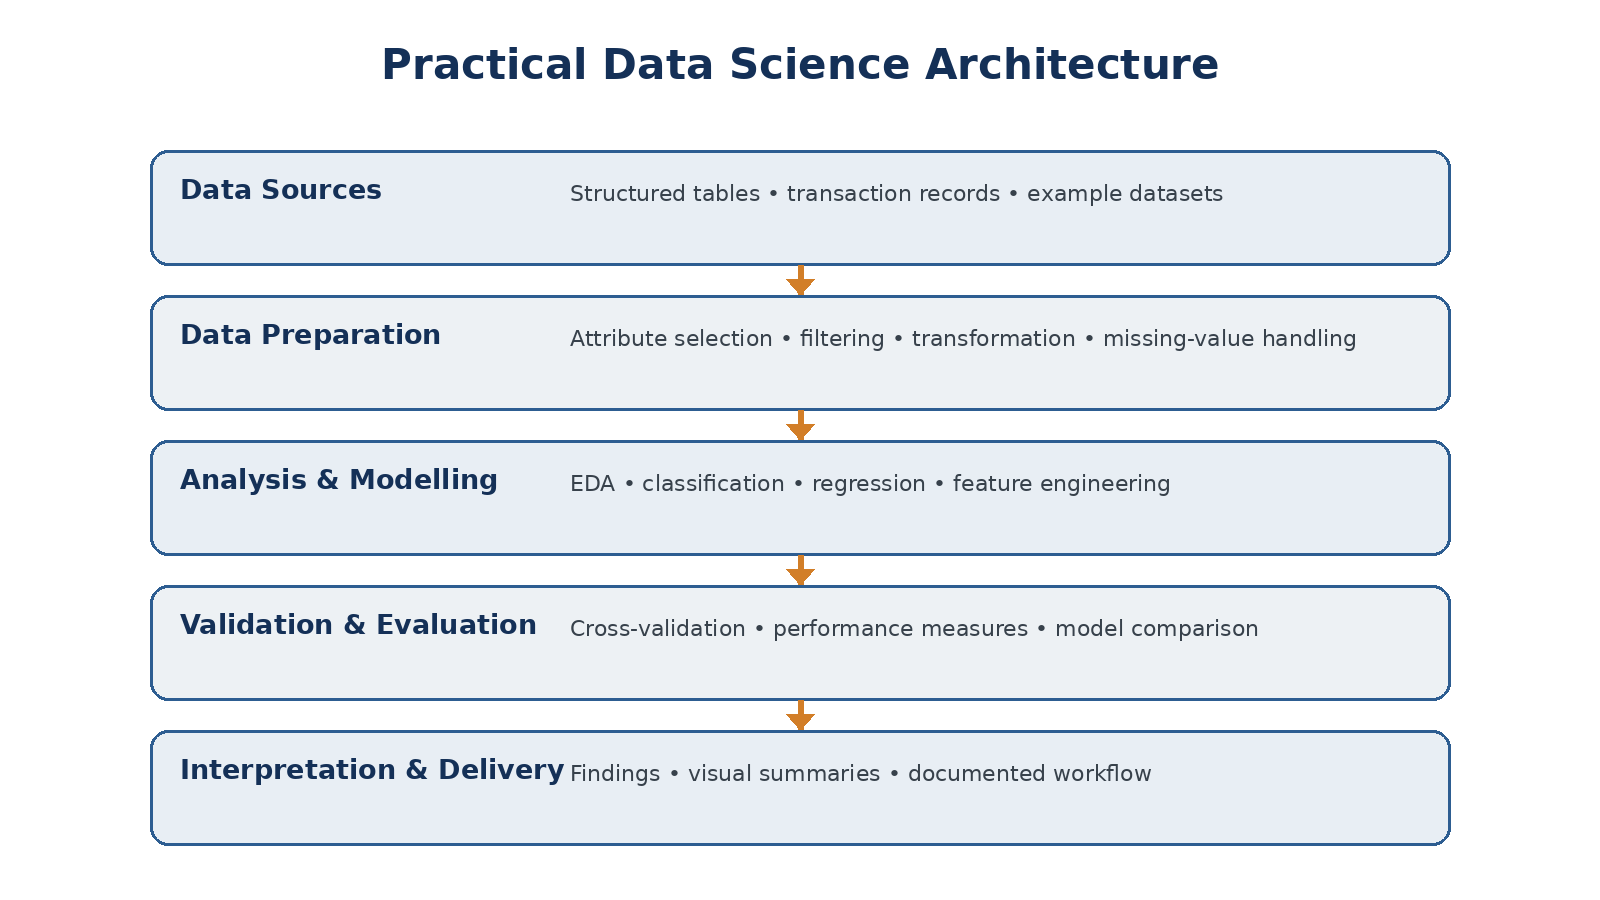 Practical Data Science Architecture
Data Sources
Structured tables • transaction records • example datasets
Data Preparation
Attribute selection • filtering • transformation • missing-value handling
Analysis & Modelling
EDA • classification • regression • feature engineering
Validation & Evaluation
Cross-validation • performance measures • model comparison
Interpretation & Delivery
Findings • visual summaries • documented workflow